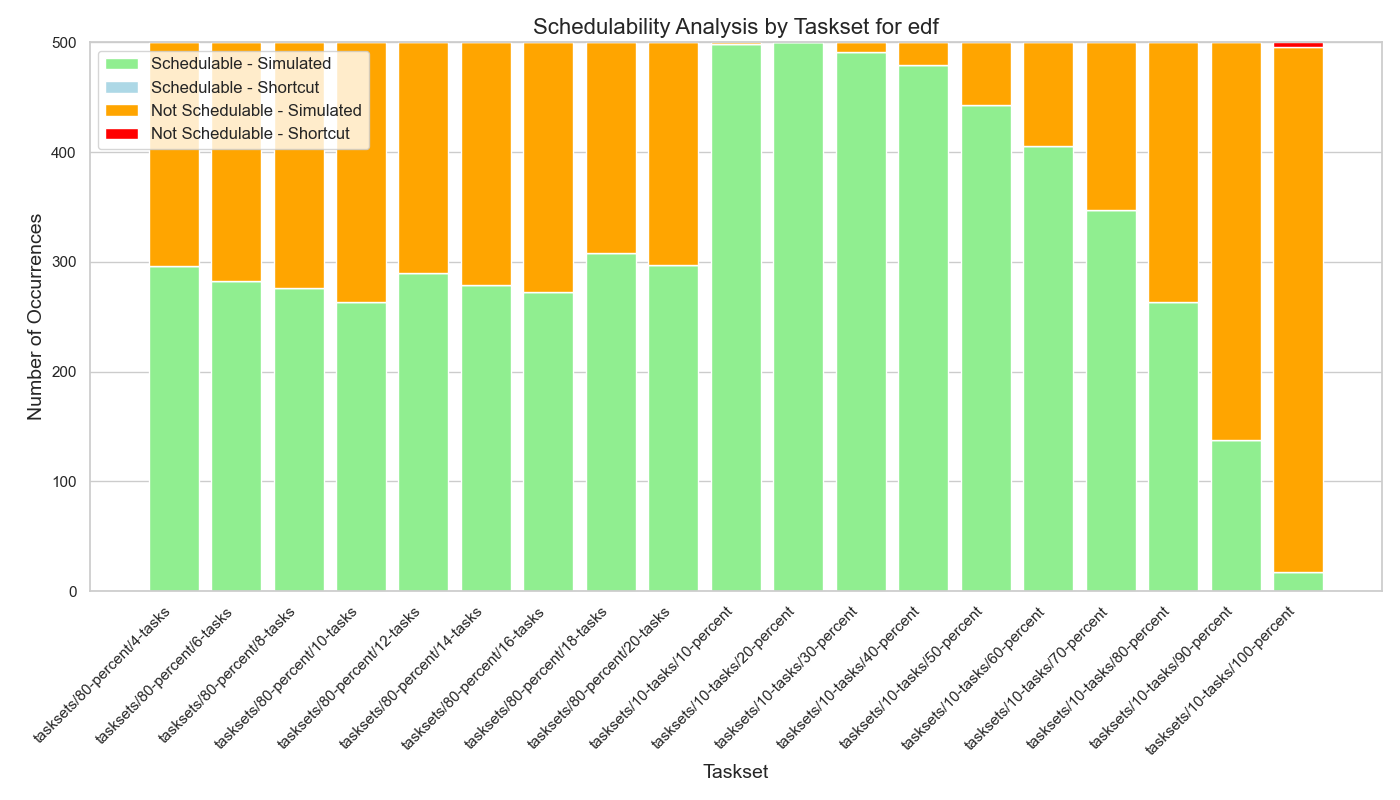 Schedulability Analysis by Taskset for edf
Schedulable - Simulated
Schedulable - Shortcut
Not Schedulable - Simulated
Not Schedulable - Shortcut
Number of Occurrences
500
400
300
200
100
0
tasksets/80-percent/4-tasks
tasksets/80-percent/6-tasks
tasksets/80-percent/8-tasks
tasksets/80-percent/10-tasks
tasksets/80-percent/12-tasks
tasksets/80-percent/14-tasks
tasksets/80-percent/16-tasks
tasksets/80-percent/18-tasks
tasksets/80-percent/20-tasks
tasksets/10-tasks/10-percent
tasksets/10-tasks/20-percent
tasksets/10-tasks/30-percent
tasksets/10-tasks/40-percent
tasksets/10-tasks/50-percent
tasksets/10-tasks/60-percent
tasksets/10-tasks/70-percent
tasksets/10-tasks/80-percent
tasksets/10-tasks/90-percent
tasksets/10-tasks/100-percent
Taskset